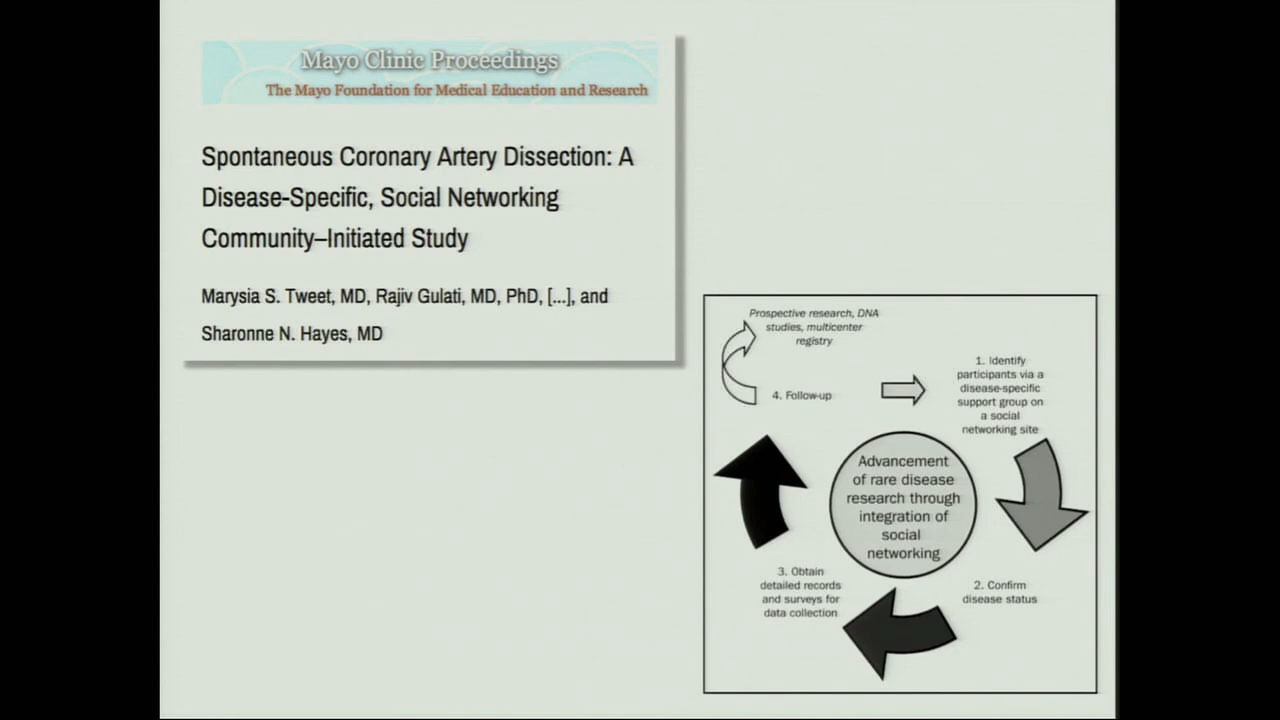 Mayo Clinic Proceedings
The Mayo Foundation for Medical Education and Research
Spontaneous Coronary Artery Dissection: A
Disease-Specific, Social Networking
Community–Initiated Study
Marysia S. Tweet, MD, Rajiv Gulati, MD, PhD, [...], and
Sharonne N. Hayes, MD
Prospective research, DNA
studies, multicenter
registry
4. Follow-up
1. Identify
participants via a
disease-specific
support group on
a social
networking site
Advancement
of rare disease
research through
integration of
social
networking
2. Confirm
disease status
3. Obtain
detailed records
and surveys for
data collection